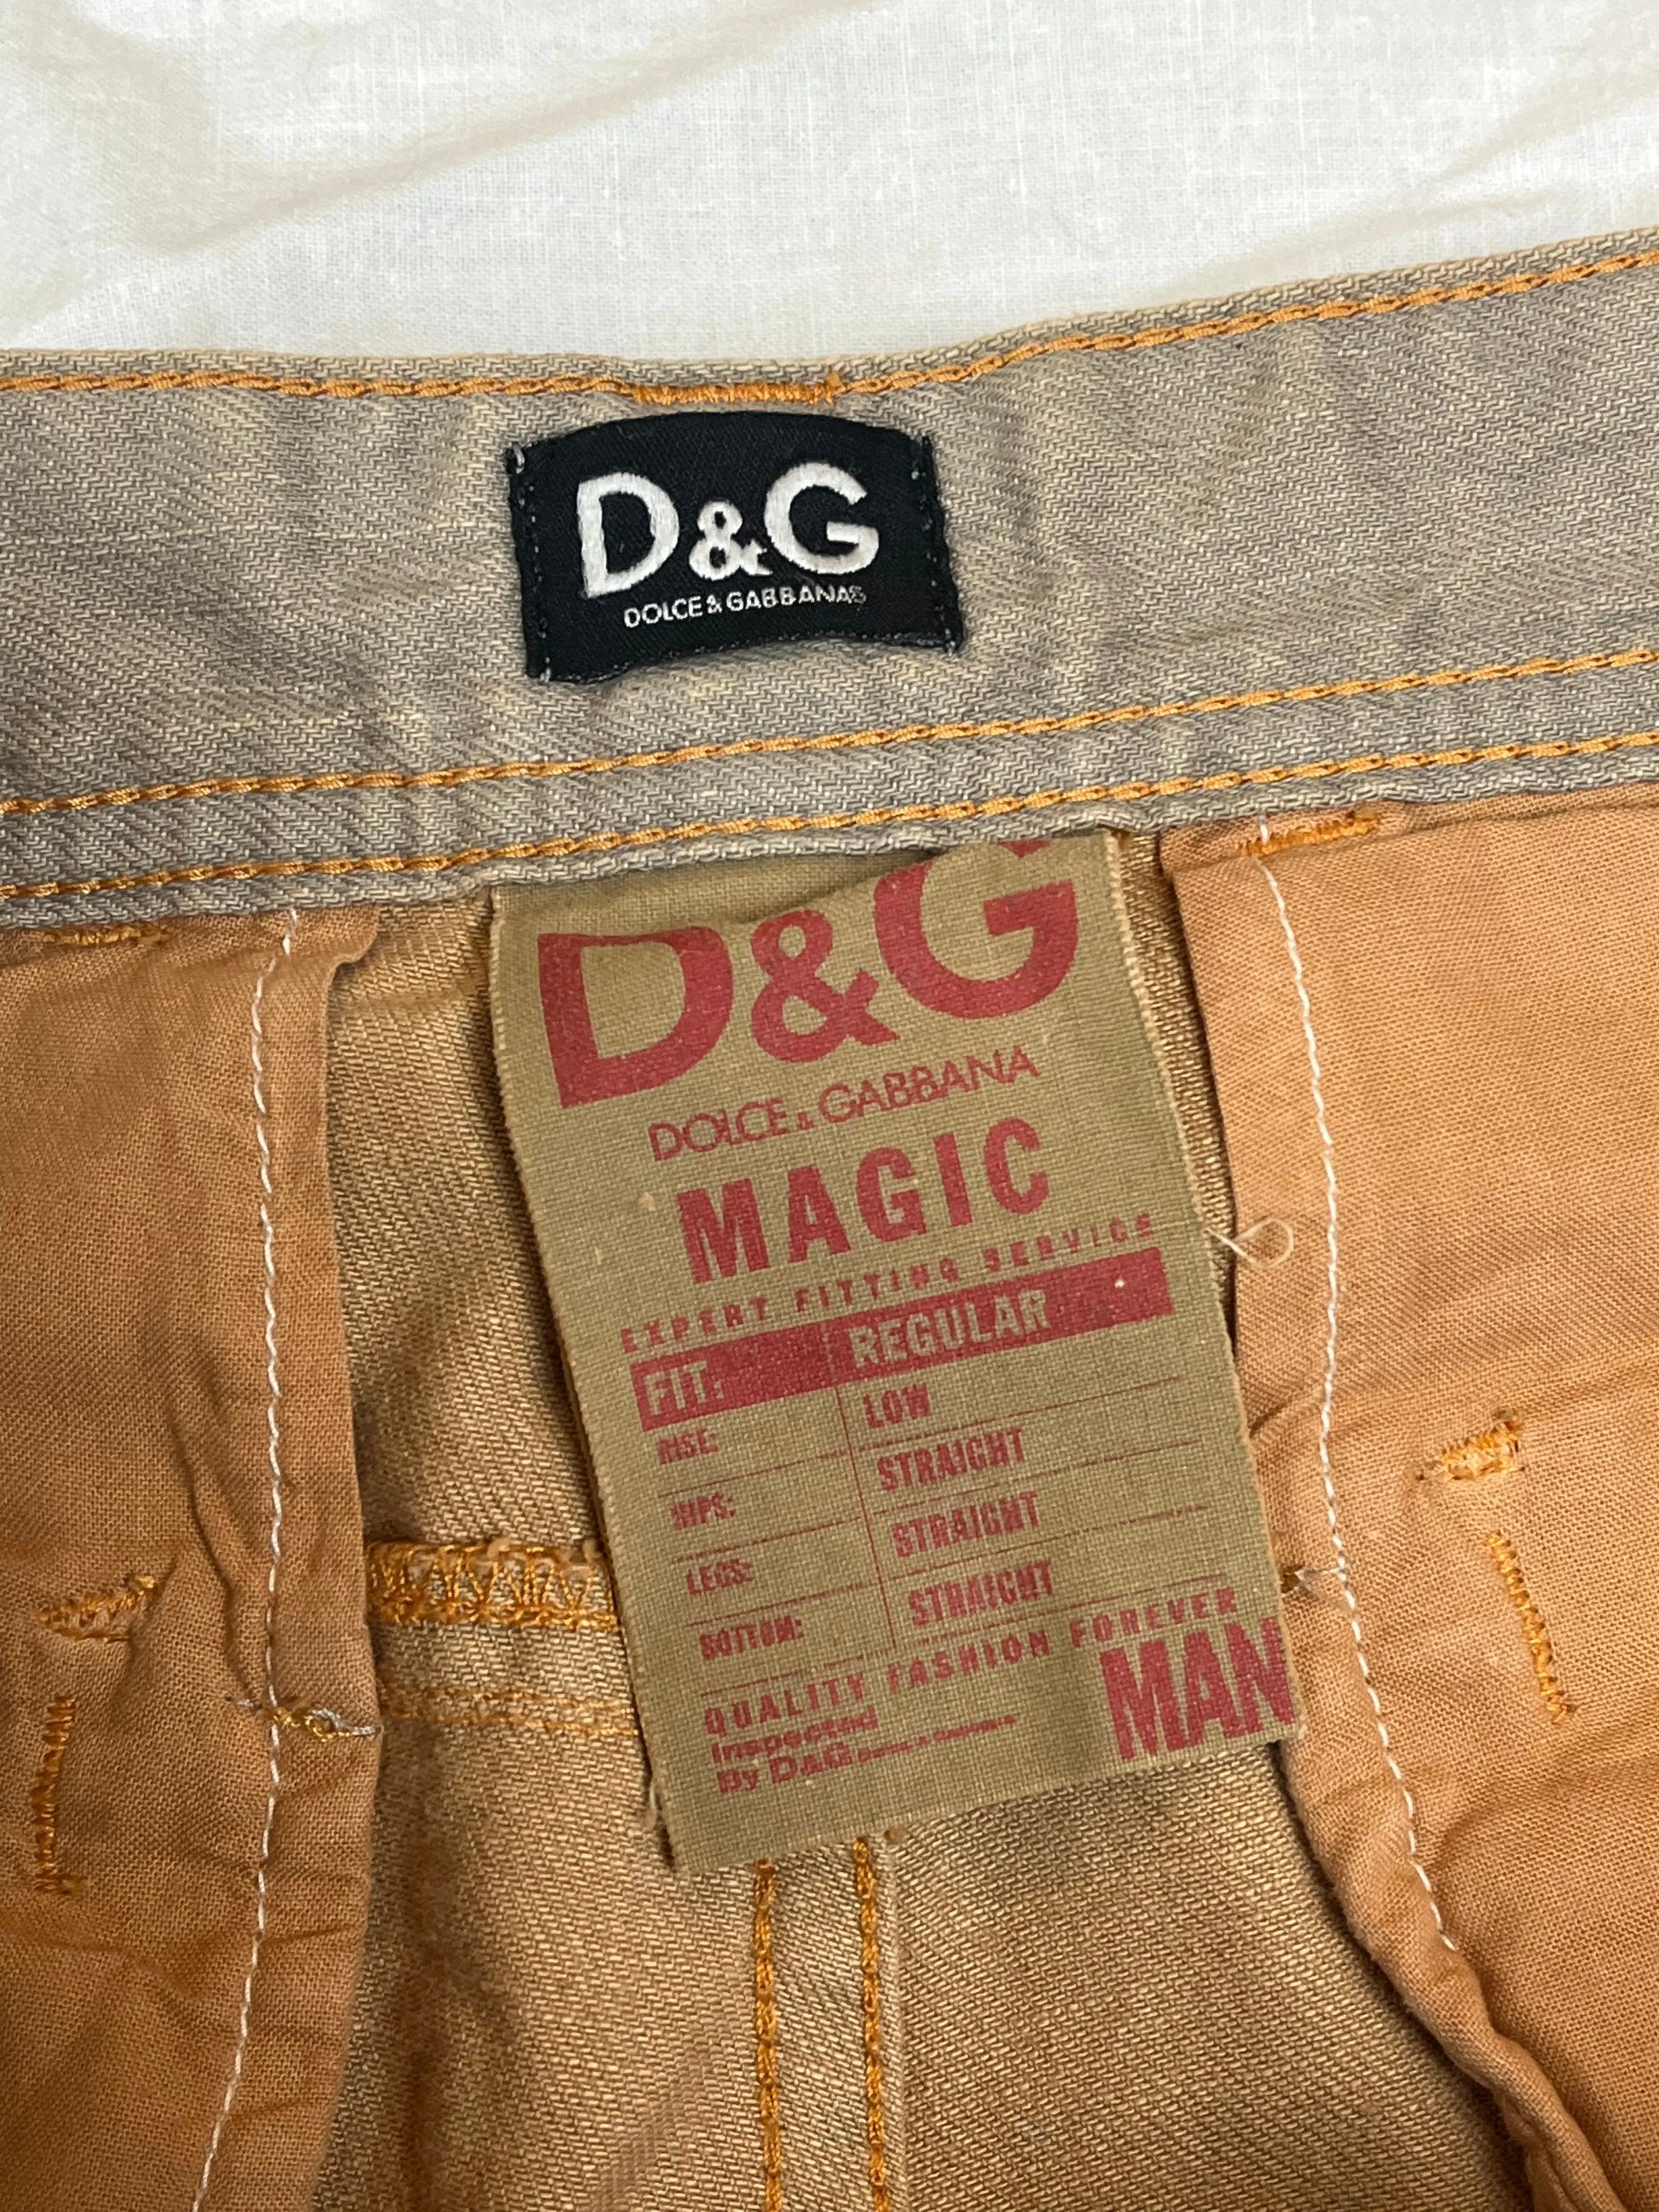 D&G
DOLCE & GABBANAS
D&G
DOLCE & GABBANA
MAGIC
EXPERT FITTING SERVICE
FIT: REGULAR
RISE: LOW
HIPS: STRAIGHT
LEGS: STRAIGHT
BOTTOM: STRAIGHT
QUALITY FASHION FOREVER
Inspected
By D&G
MAN